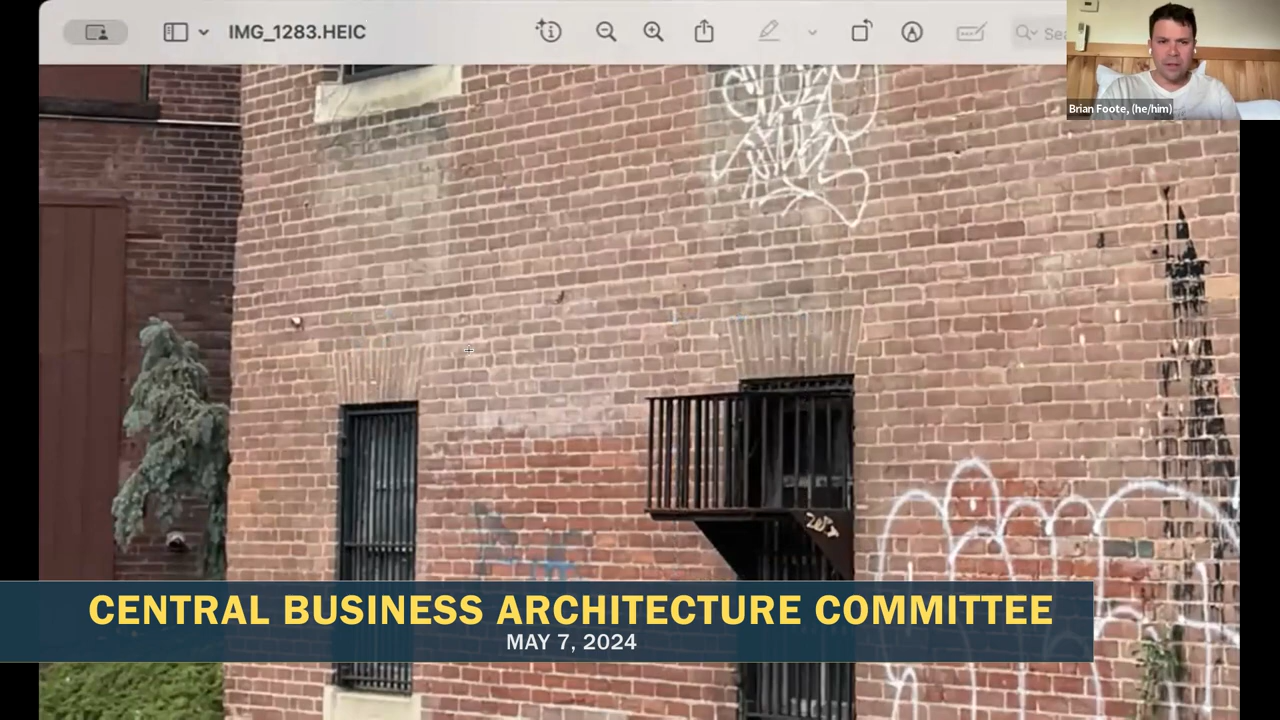 IMG_1283.HEIC
Brian Foote, (he/him)
CENTRAL BUSINESS ARCHITECTURE COMMITTEE
MAY 7, 2024